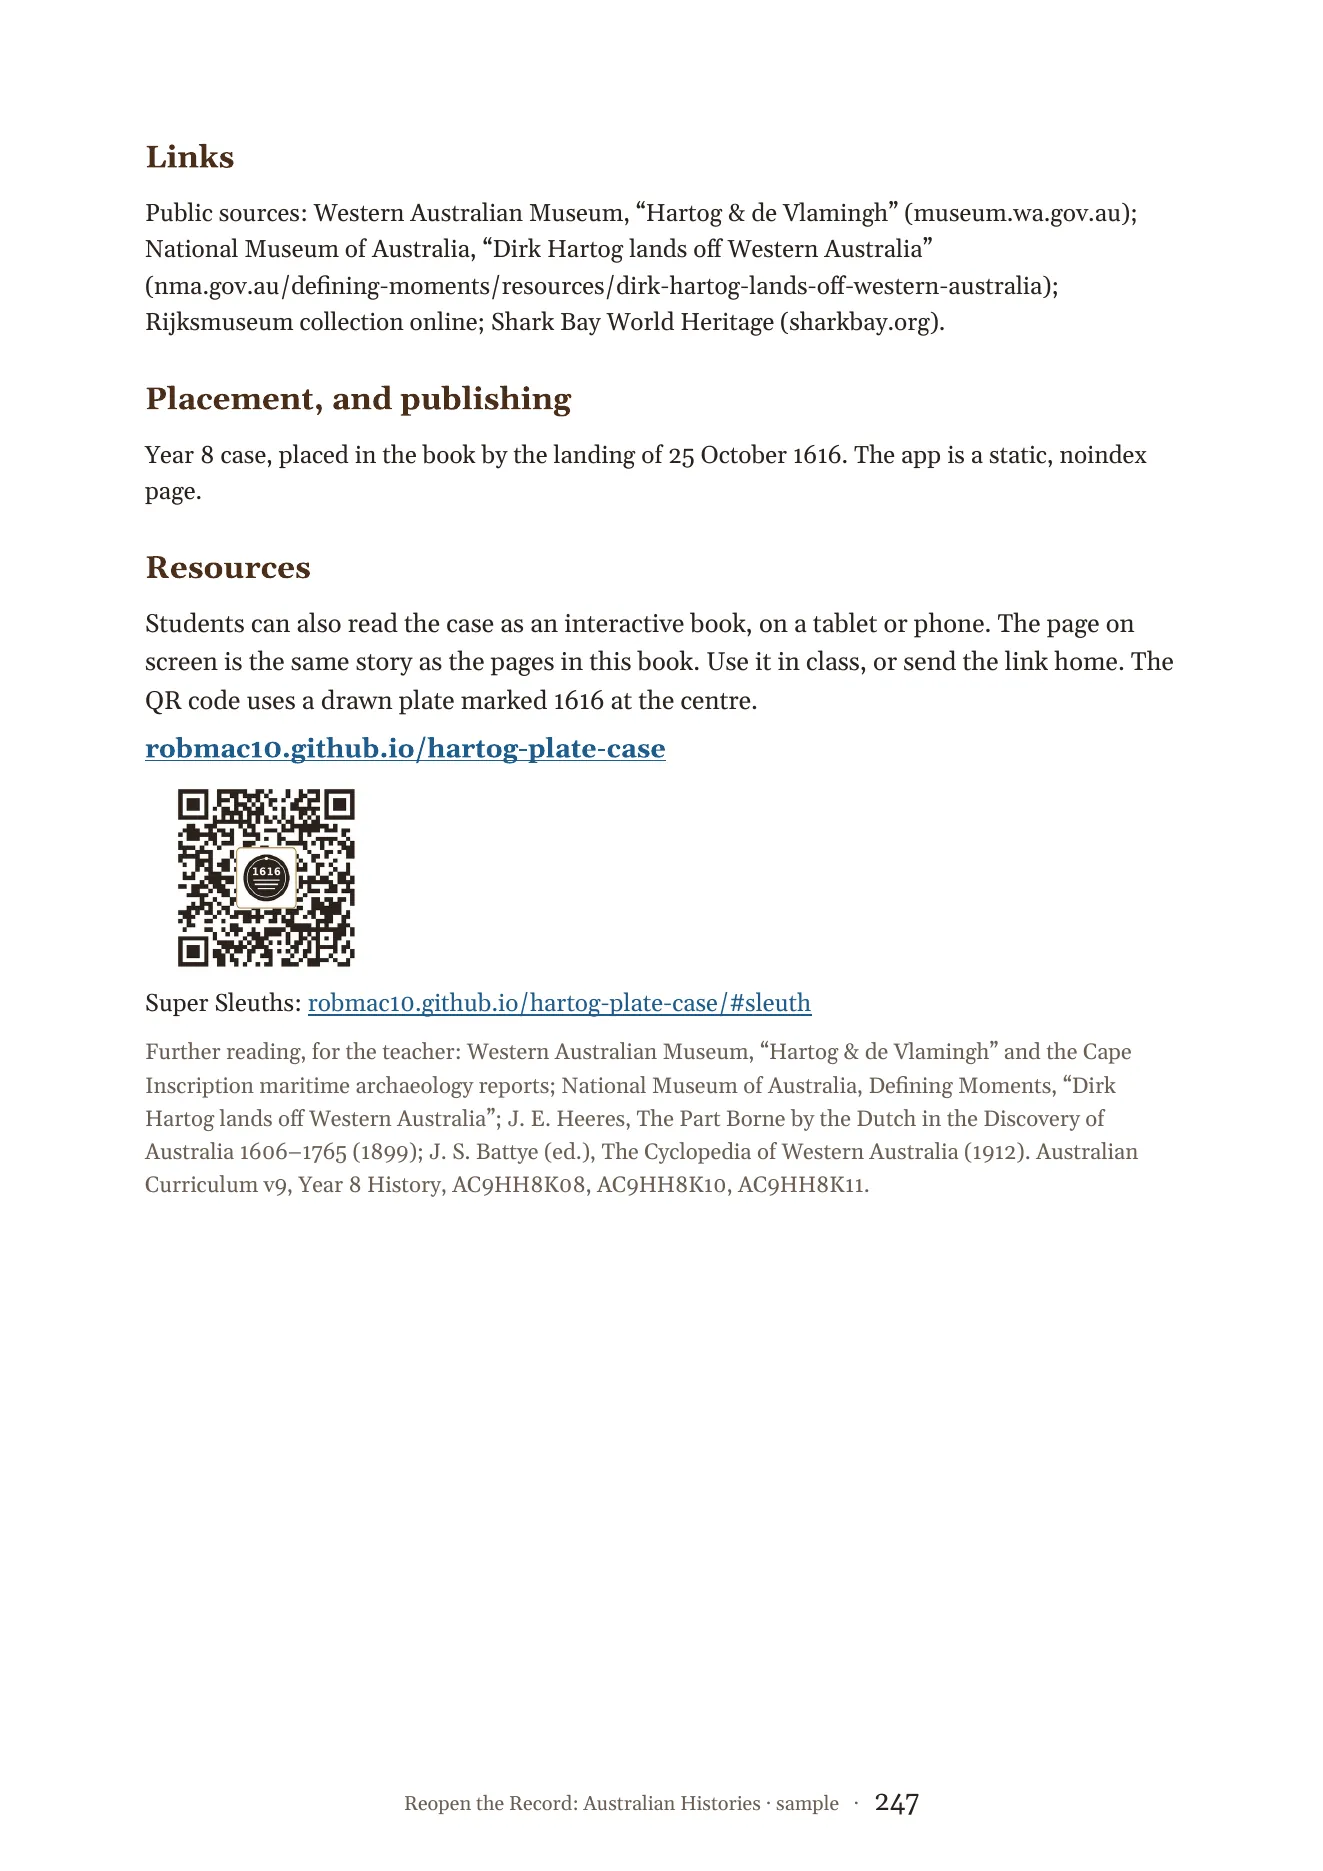 Links
Public sources: Western Australian Museum, “Hartog & de Vlamingh” (museum.wa.gov.au);
National Museum of Australia, “Dirk Hartog lands off Western Australia”
(nma.gov.au/defining-moments/resources/dirk-hartog-lands-off-western-australia);
Rijksmuseum collection online; Shark Bay World Heritage (sharkbay.org).
Placement, and publishing
Year 8 case, placed in the book by the landing of 25 October 1616. The app is a static, noindex
page.
Resources
Students can also read the case as an interactive book, on a tablet or phone. The page on
screen is the same story as the pages in this book. Use it in class, or send the link home. The
QR code uses a drawn plate marked 1616 at the centre.
robmac10.github.io/hartog-plate-case
1616
Super Sleuths: robmac10.github.io/hartog-plate-case/#sleuth
Further reading, for the teacher: Western Australian Museum, “Hartog & de Vlamingh” and the Cape
Inscription maritime archaeology reports; National Museum of Australia, Defining Moments, “Dirk
Hartog lands off Western Australia”; J. E. Heeres, The Part Borne by the Dutch in the Discovery of
Australia 1606–1765 (1899); J. S. Battye (ed.), The Cyclopedia of Western Australia (1912). Australian
Curriculum v9, Year 8 History, AC9HH8K08, AC9HH8K10, AC9HH8K11.
Reopen the Record: Australian Histories · sample · 247